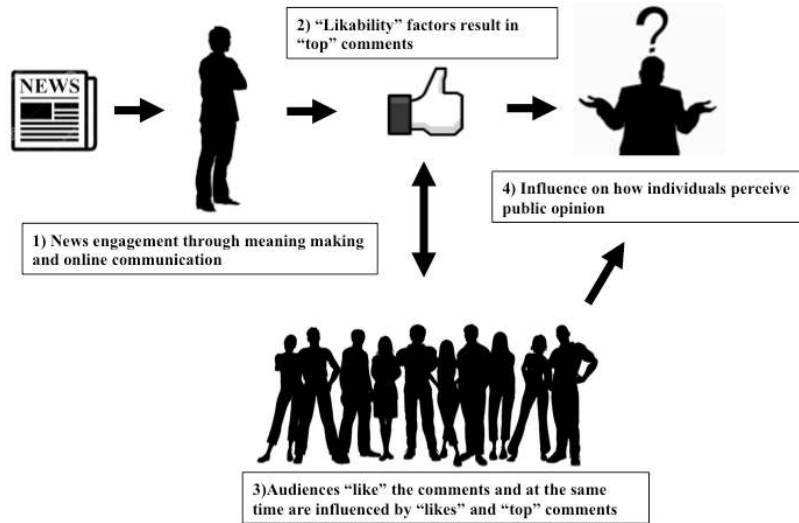 2) “Likability” factors result in
“top” comments
?
NEWS
4) Influence on how individuals perceive
public opinion
1) News engagement through meaning making
and online communication
3)Audiences “like” the comments and at the same
time are influenced by “likes” and “top” comments